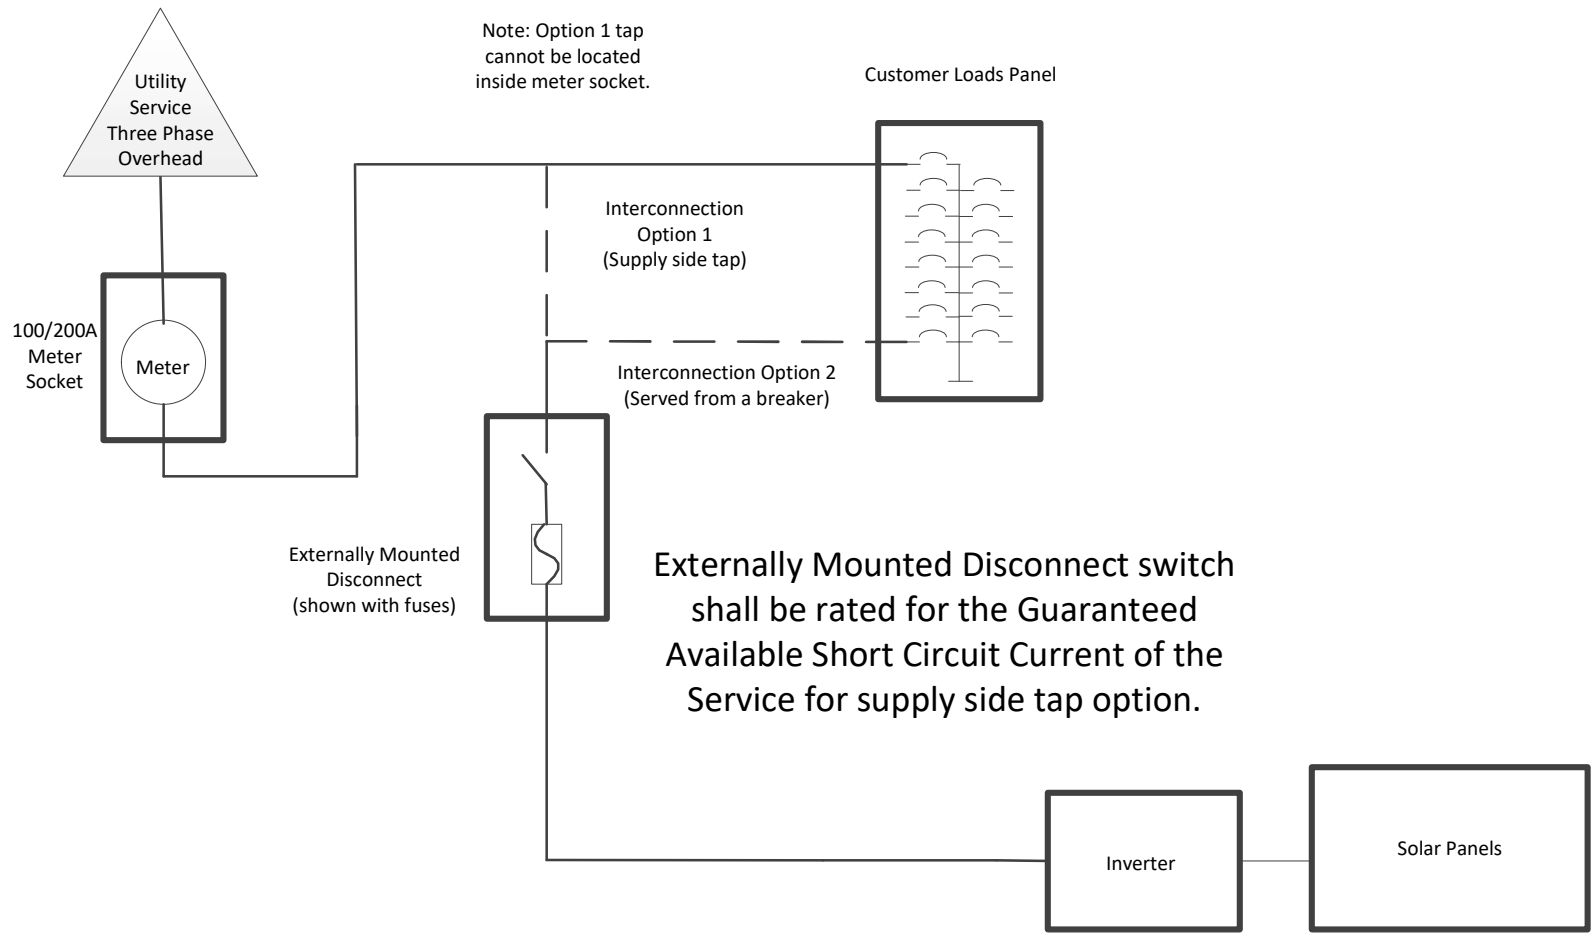 Utility
Service
Three Phase
Overhead
Note: Option 1 tap
cannot be located
inside meter socket.
Customer Loads Panel
Interconnection
Option 1
(Supply side tap)
100/200A
Meter
Socket
Meter
Interconnection Option 2
(Served from a breaker)
Externally Mounted
Disconnect
(shown with fuses)
Externally Mounted Disconnect switch
shall be rated for the Guaranteed
Available Short Circuit Current of the
Service for supply side tap option.
Inverter
Solar Panels